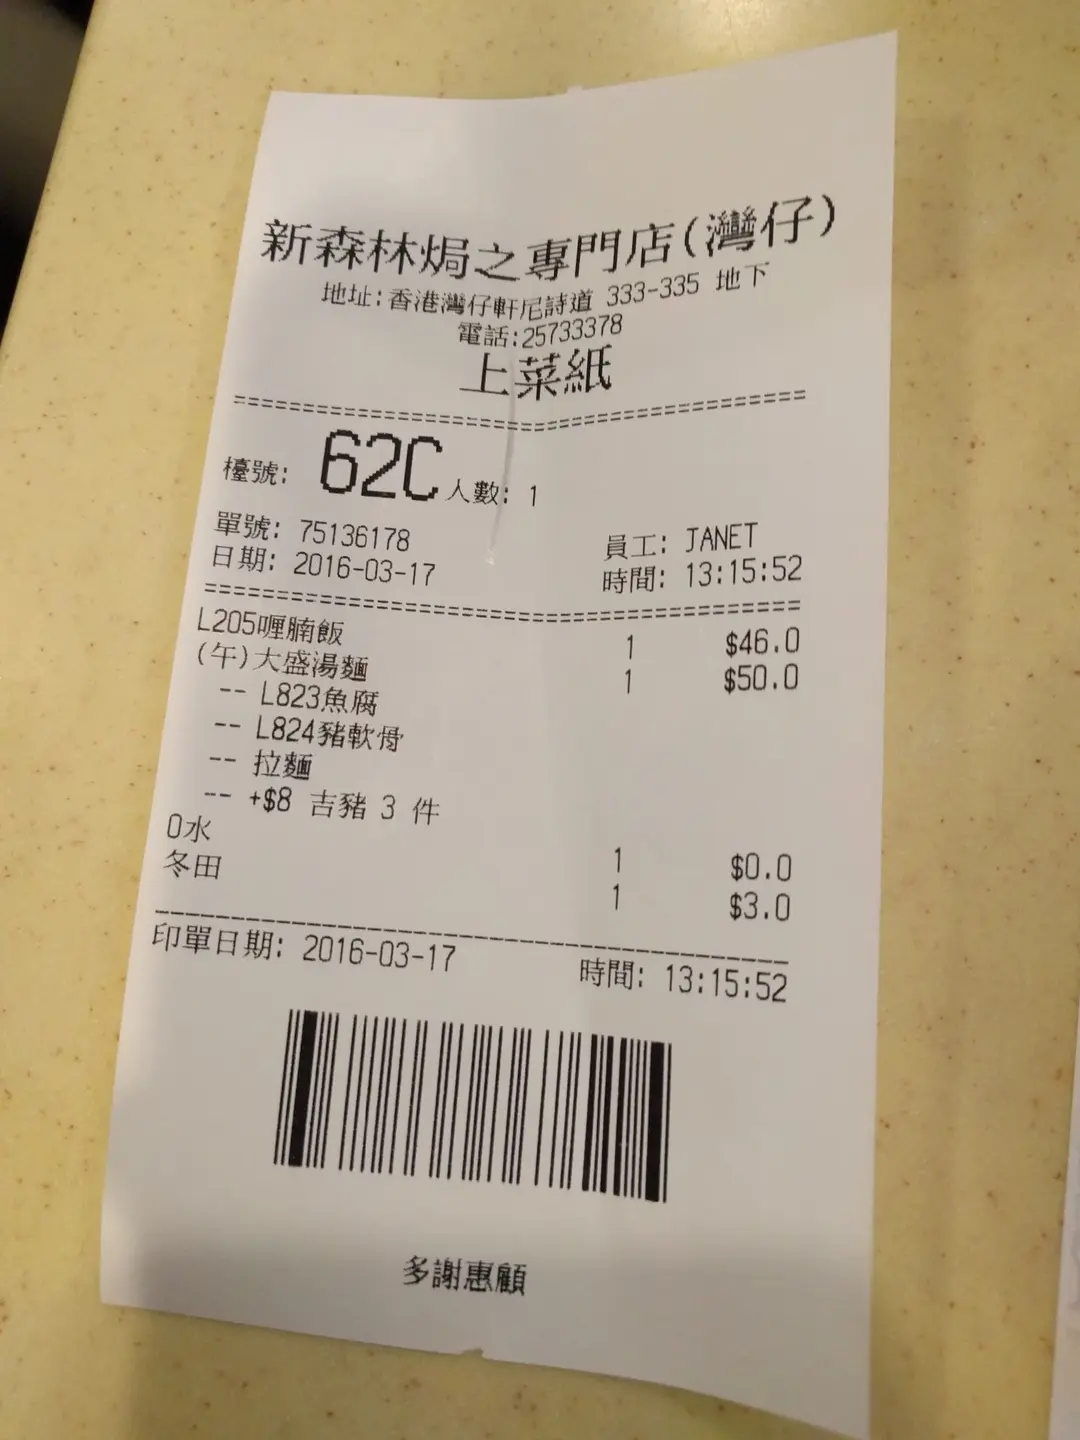 新森林焗之專門店(灣仔)
地址:香港灣仔軒尼詩道 333-335 地下
電話:25733378
上菜紙
檯號: 62C 人數: 1
單號: 75136178 員工: JANET
日期: 2016-03-17 時間: 13:15:52
L205喱腩飯 1 $46.0
(午)大盛湯麵 1 $50.0
-- L823魚腐
-- L824豬軟骨
-- 拉麵
-- +$8 吉豬 3 件
0水 1 $0.0
冬田 1 $3.0
印單日期: 2016-03-17 時間: 13:15:52
多謝惠顧